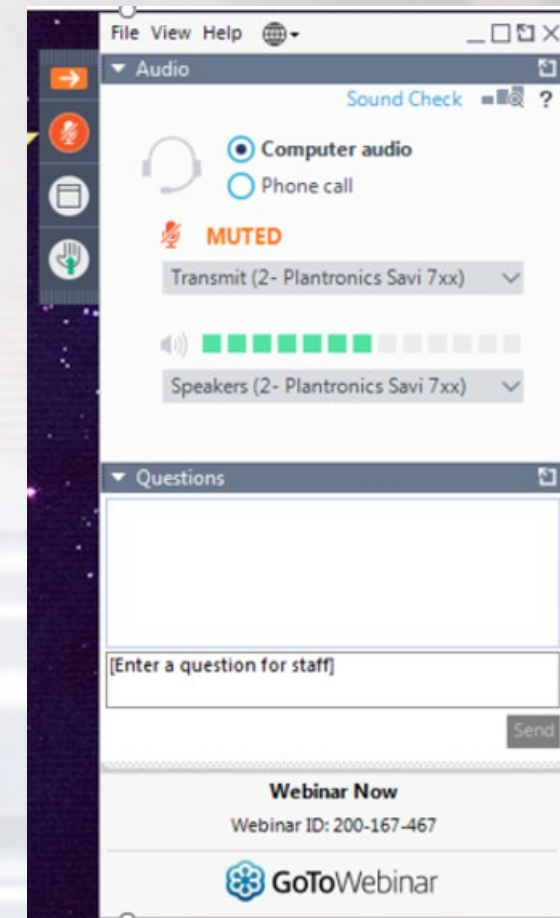 File View Help
Audio
Sound Check ?
Computer audio
Phone call
MUTED
Transmit (2- Plantronics Savi 7xx)
Speakers (2- Plantronics Savi 7xx)
Questions
[Enter a question for staff]
Send
Webinar Now
Webinar ID: 200-167-467
GoToWebinar